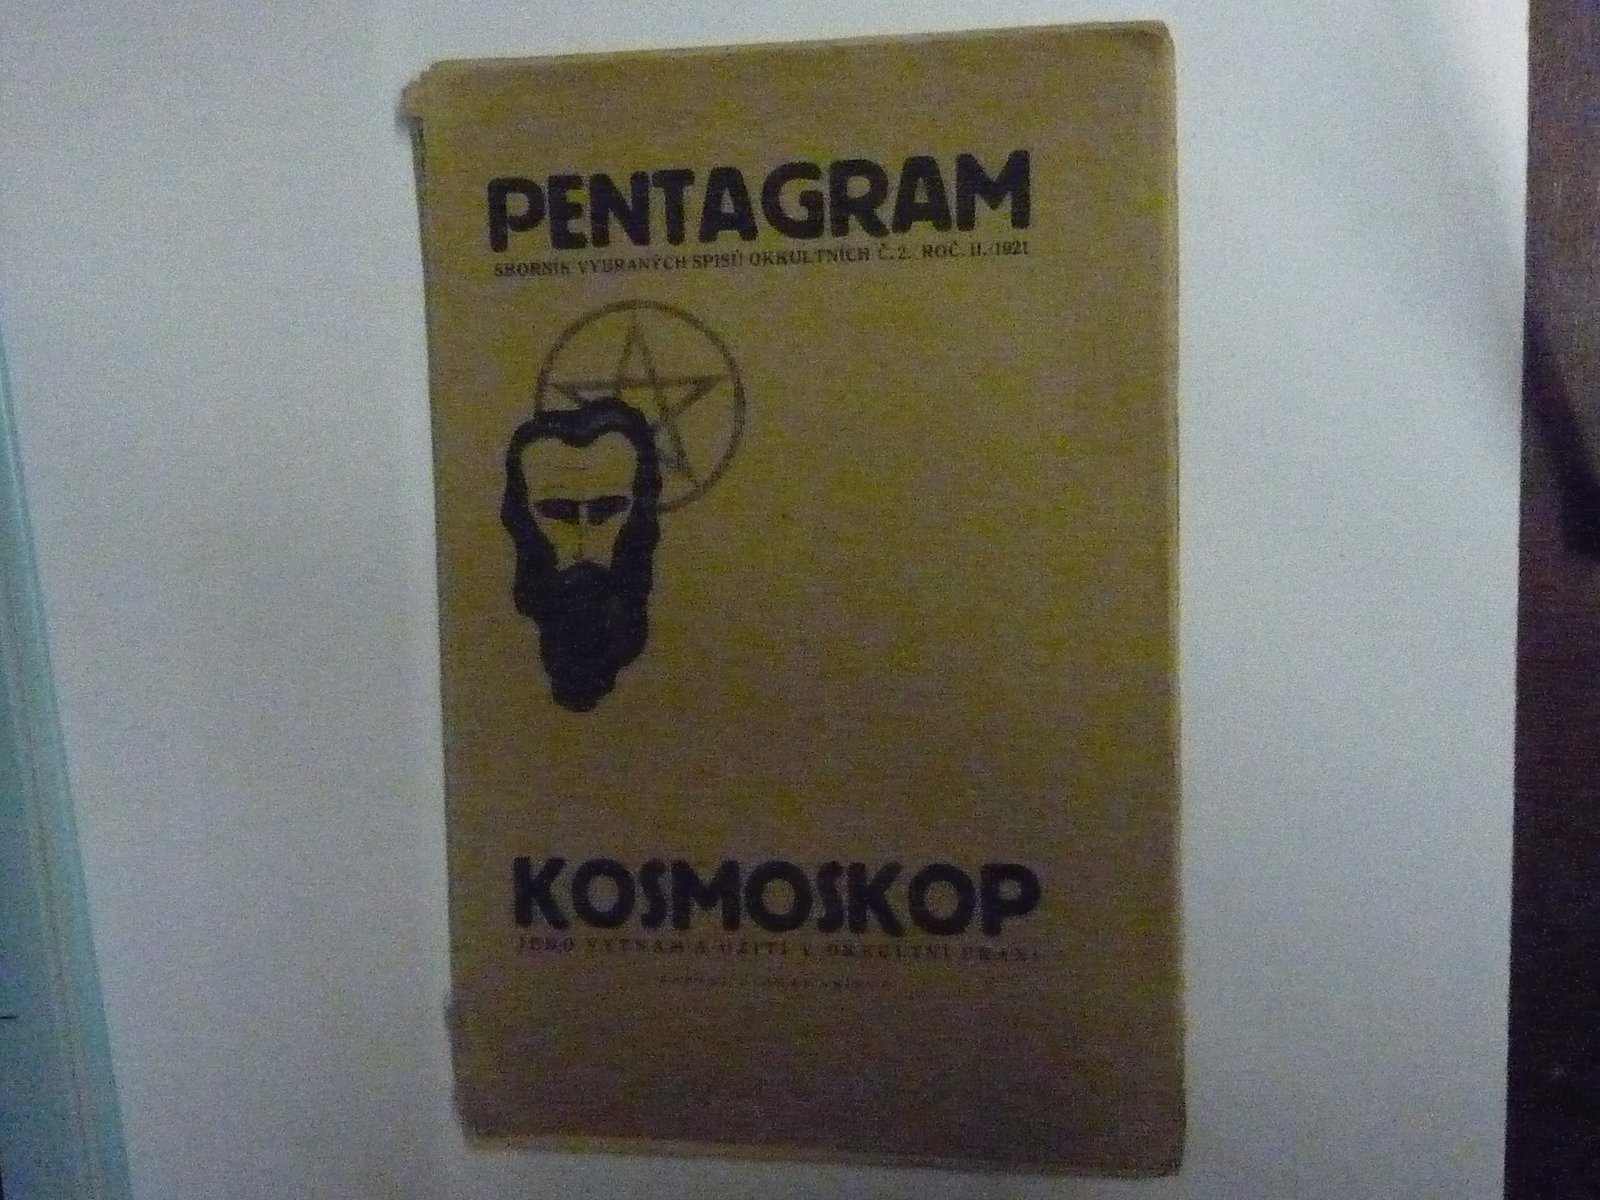 PENTAGRAM
SBORNÍK VYBRANÝCH SPISŮ OKKULTNÍCH Č. 2. ROČ. II. 1921
KOSMOSKOP
JEHO VÝZNAM A UŽITÍ V OKKULTNÍ PRAXI